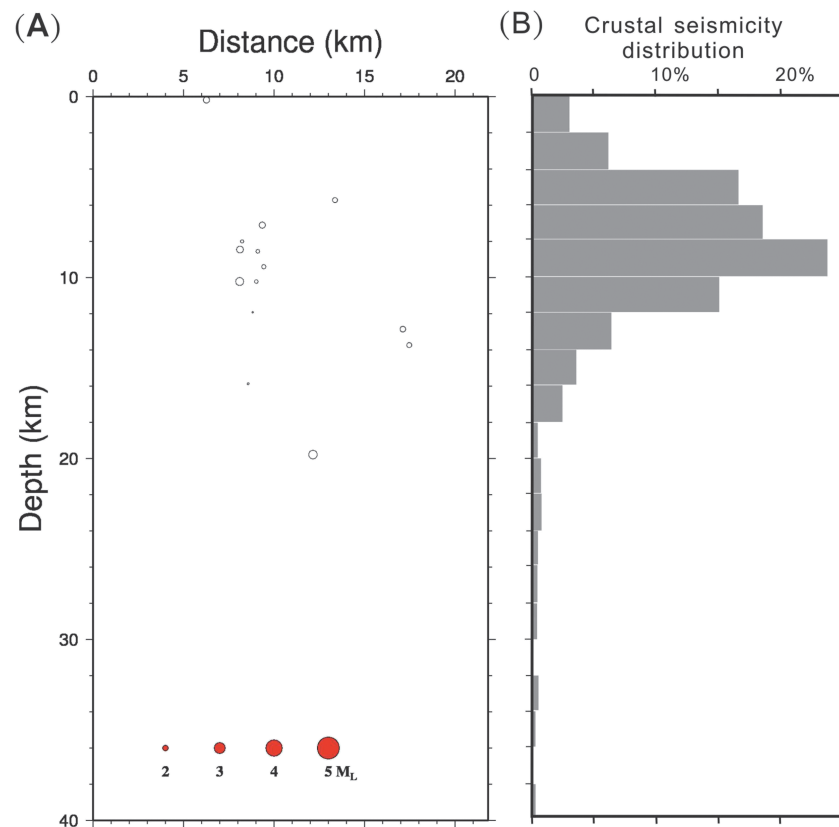 (A)
Distance (km)
0 5 10 15 20
0
10
20
30
40
Depth (km)
2 3 4 5 ML
(B)
Crustal seismicity
distribution
0 10% 20%